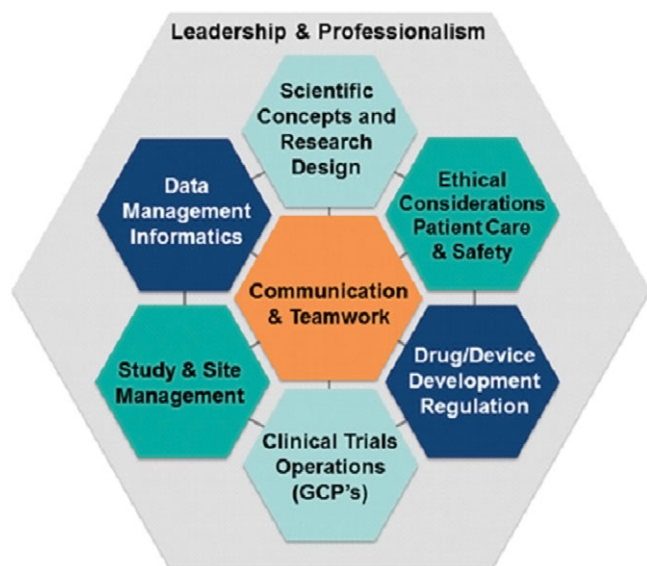 Leadership & Professionalism
Scientific
Concepts and
Research
Design
Ethical
Considerations
Patient Care
& Safety
Data
Management
Informatics
Communication
& Teamwork
Drug/Device
Development
Regulation
Study & Site
Management
Clinical Trials
Operations
(GCP's)